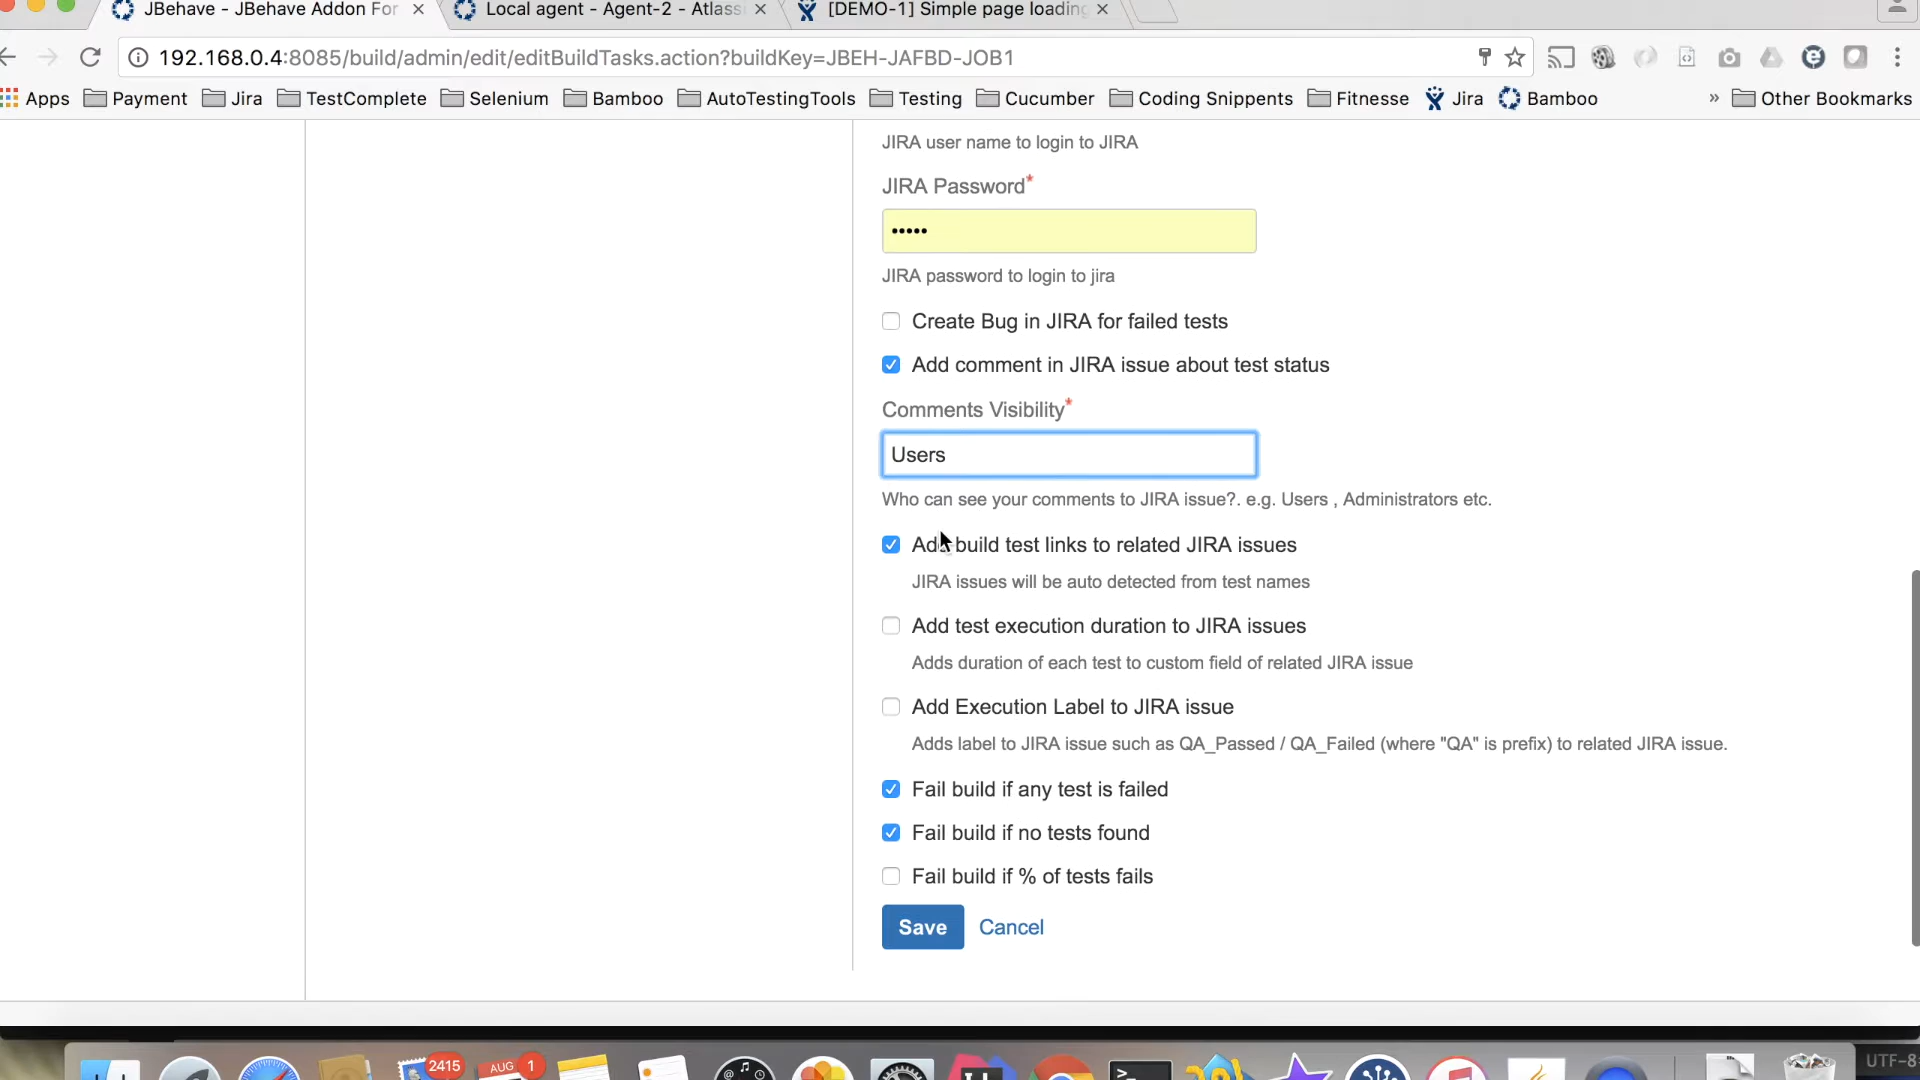 JBehave - JBehave Addon For
Local agent - Agent-2 - Atlass
[DEMO-1] Simple page loading
192.168.0.4:8085/build/admin/edit/editBuildTasks.action?buildKey=JBEH-JAFBD-JOB1
Apps Payment Jira TestComplete Selenium Bamboo AutoTestingTools Testing Cucumber Coding Snippents Fitnesse Jira Bamboo » Other Bookmarks
JIRA user name to login to JIRA
JIRA Password*
•••••
JIRA password to login to jira
Create Bug in JIRA for failed tests
Add comment in JIRA issue about test status
Comments Visibility*
Users
Who can see your comments to JIRA issue?. e.g. Users , Administrators etc.
Add build test links to related JIRA issues
JIRA issues will be auto detected from test names
Add test execution duration to JIRA issues
Adds duration of each test to custom field of related JIRA issue
Add Execution Label to JIRA issue
Adds label to JIRA issue such as QA_Passed / QA_Failed (where "QA" is prefix) to related JIRA issue.
Fail build if any test is failed
Fail build if no tests found
Fail build if % of tests fails
Save Cancel
2415
AUG 1
UTF-8